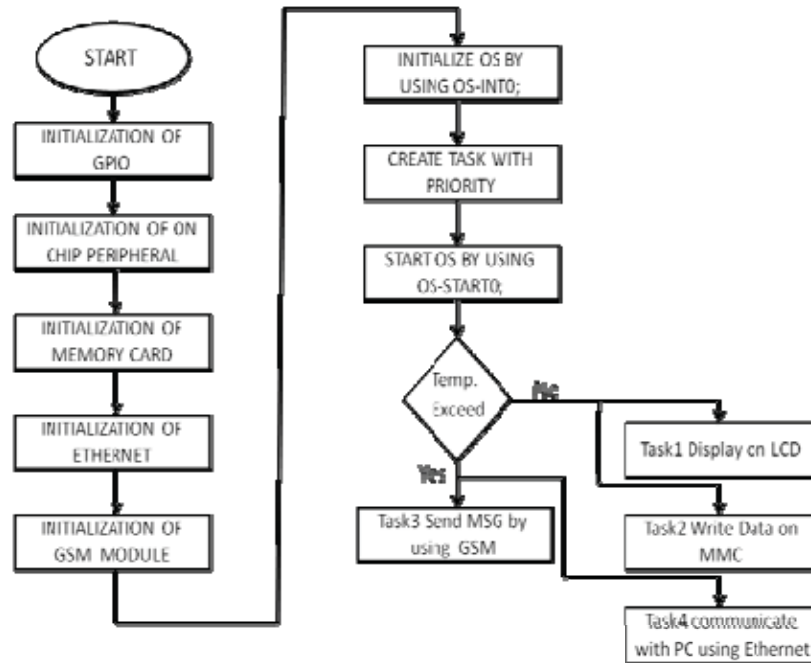 START
INITIALIZATION OF
GPIO
INITIALIZATION OF ON
CHIP PERIPHERAL
INITIALIZATION OF
MEMORY CARD
INITIALIZATION OF
ETHERNET
INITIALIZATION OF
GSM MODULE
INITIALIZE OS BY
USING OS-INT0;
CREATE TASK WITH
PRIORITY
START OS BY USING
OS-START0;
Temp.
Exceed
No
Yes
Task1 Display on LCD
Task3 Send MSG by
using GSM
Task2 Write Data on
MMC
Task4 communicate
with PC using Ethernet